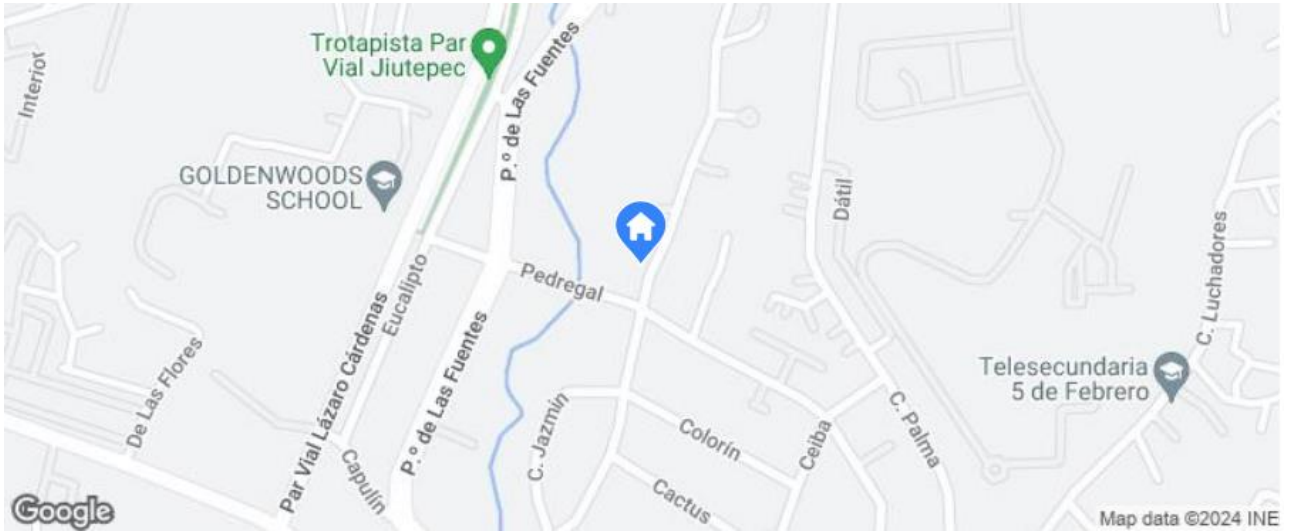 Trotapista Par
Vial Jiutepec
P.º de Las Fuentes
Interior
GOLDENWOODS
SCHOOL
Dátil
C. Luchadores
Eucalipto
Pedregal
Par Vial Lázaro Cárdenas
De Las Flores
P.º de Las Fuentes
Telesecundaria
5 de Febrero
C. Jazmin
Colorín
Ceiba
C. Palma
Capulín
Cactus
Google
Map data ©2024 INE